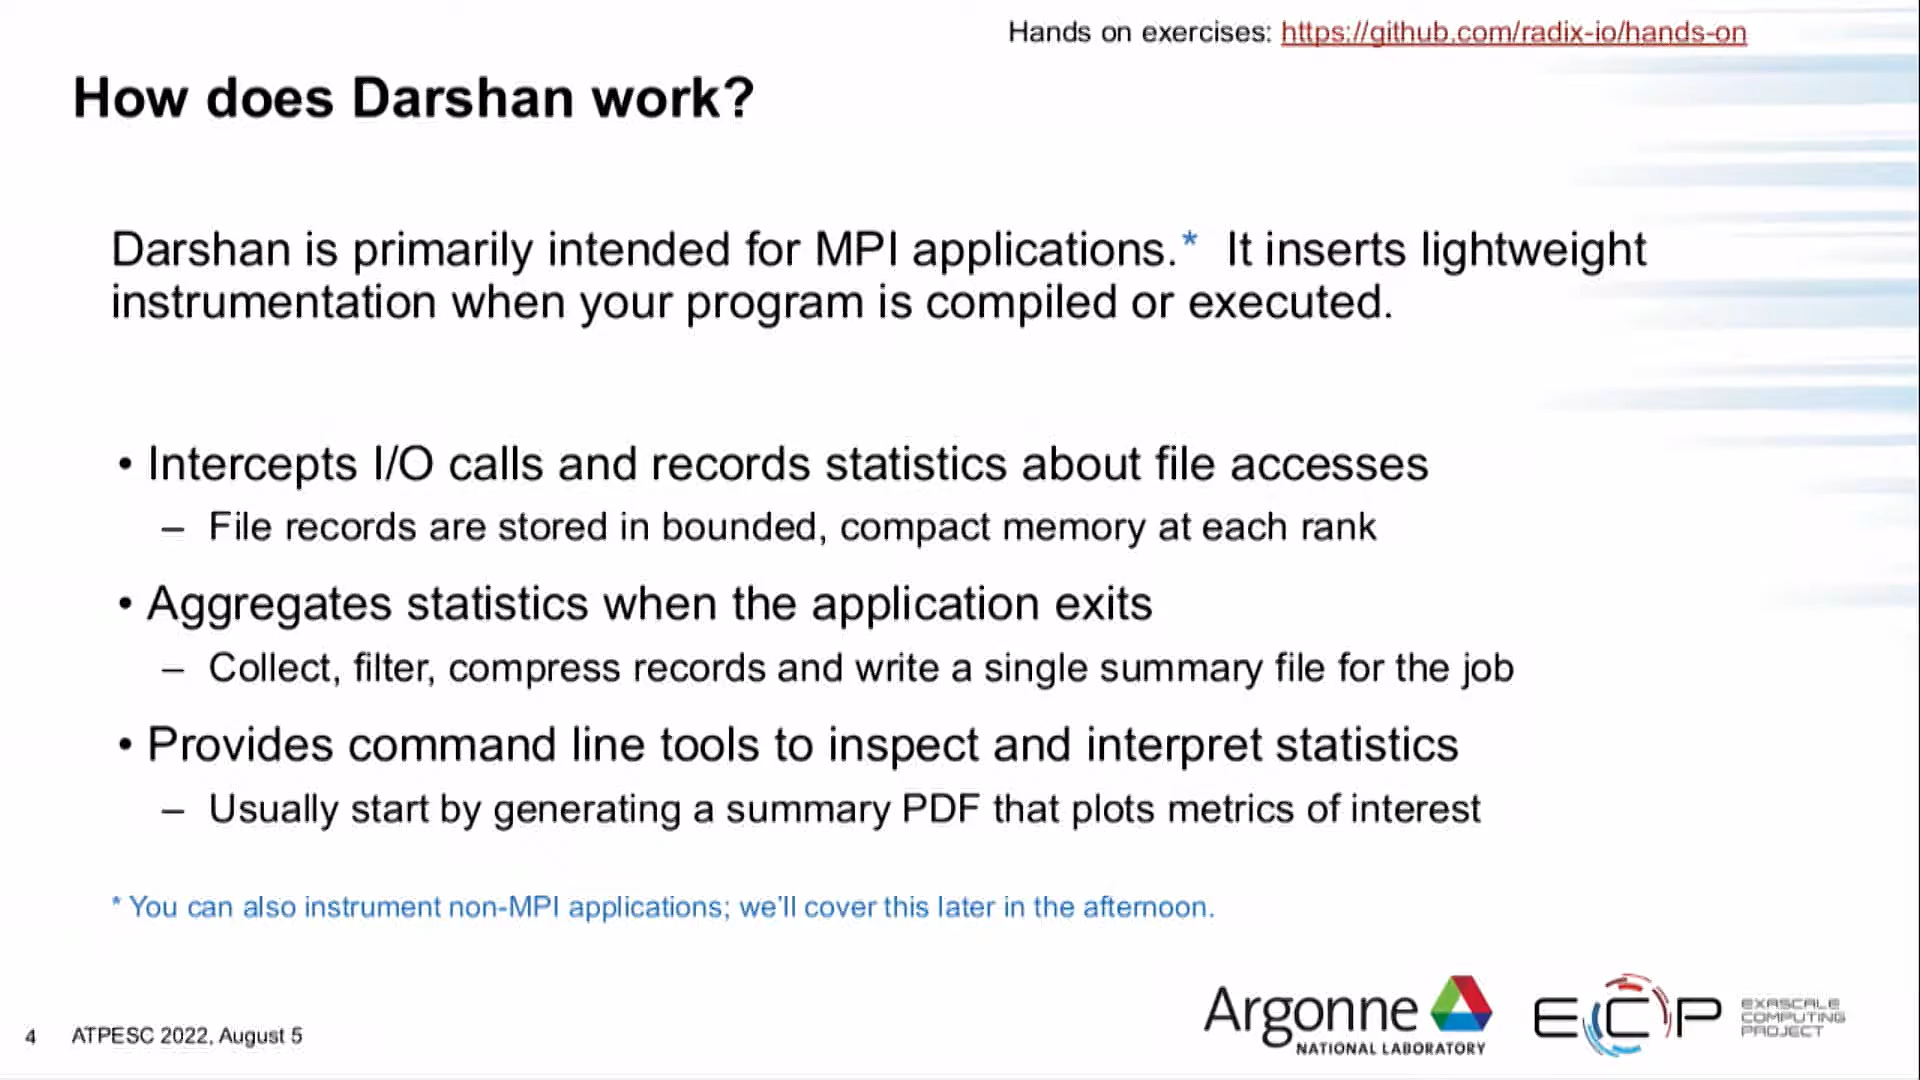 Hands on exercises: https://github.com/radix-io/hands-on
How does Darshan work?
Darshan is primarily intended for MPI applications.* It inserts lightweight
instrumentation when your program is compiled or executed.
• Intercepts I/O calls and records statistics about file accesses
– File records are stored in bounded, compact memory at each rank
• Aggregates statistics when the application exits
– Collect, filter, compress records and write a single summary file for the job
• Provides command line tools to inspect and interpret statistics
– Usually start by generating a summary PDF that plots metrics of interest
* You can also instrument non-MPI applications; we'll cover this later in the afternoon.
4 ATPESC 2022, August 5
Argonne
NATIONAL LABORATORY
ECP
EXASCALE
COMPUTING
PROJECT